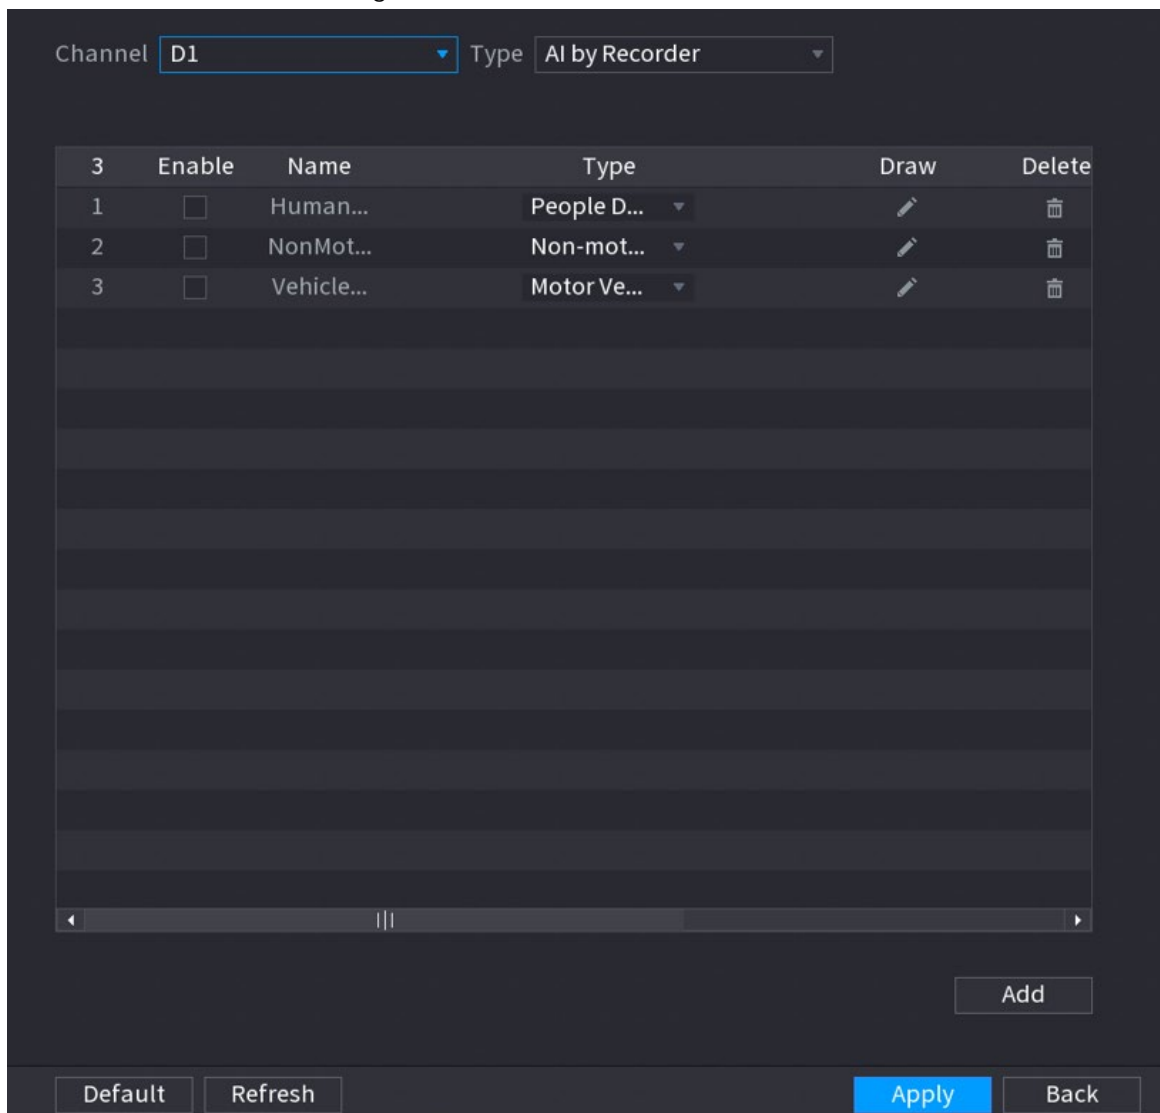 Channel D1 Type AI by Recorder
3 Enable Name Type Draw Delete
1 Human... People D...
2 NonMot... Non-mot...
3 Vehicle... Motor Ve...
Add
Default Refresh Apply Back